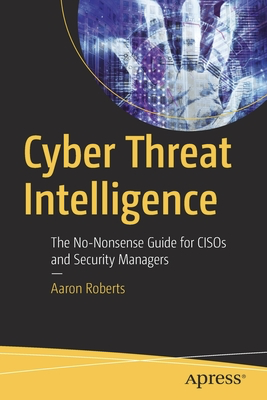 Cyber Threat
Intelligence
The No-Nonsense Guide for CISOs
and Security Managers
—
Aaron Roberts
Apress®